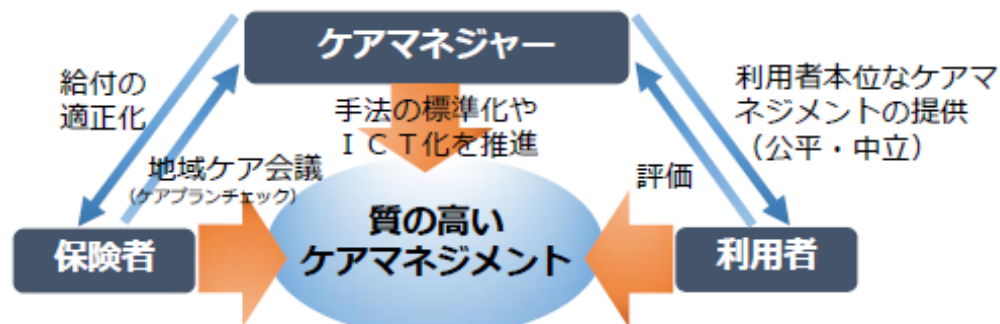 ケアマネジャー
給付の
適正化
手法の標準化や
ＩＣＴ化を推進
利用者本位なケアマ
ネジメントの提供
（公平・中立）
地域ケア会議
（ケアプランチェック）
評価
質の高い
ケアマネジメント
保険者
利用者